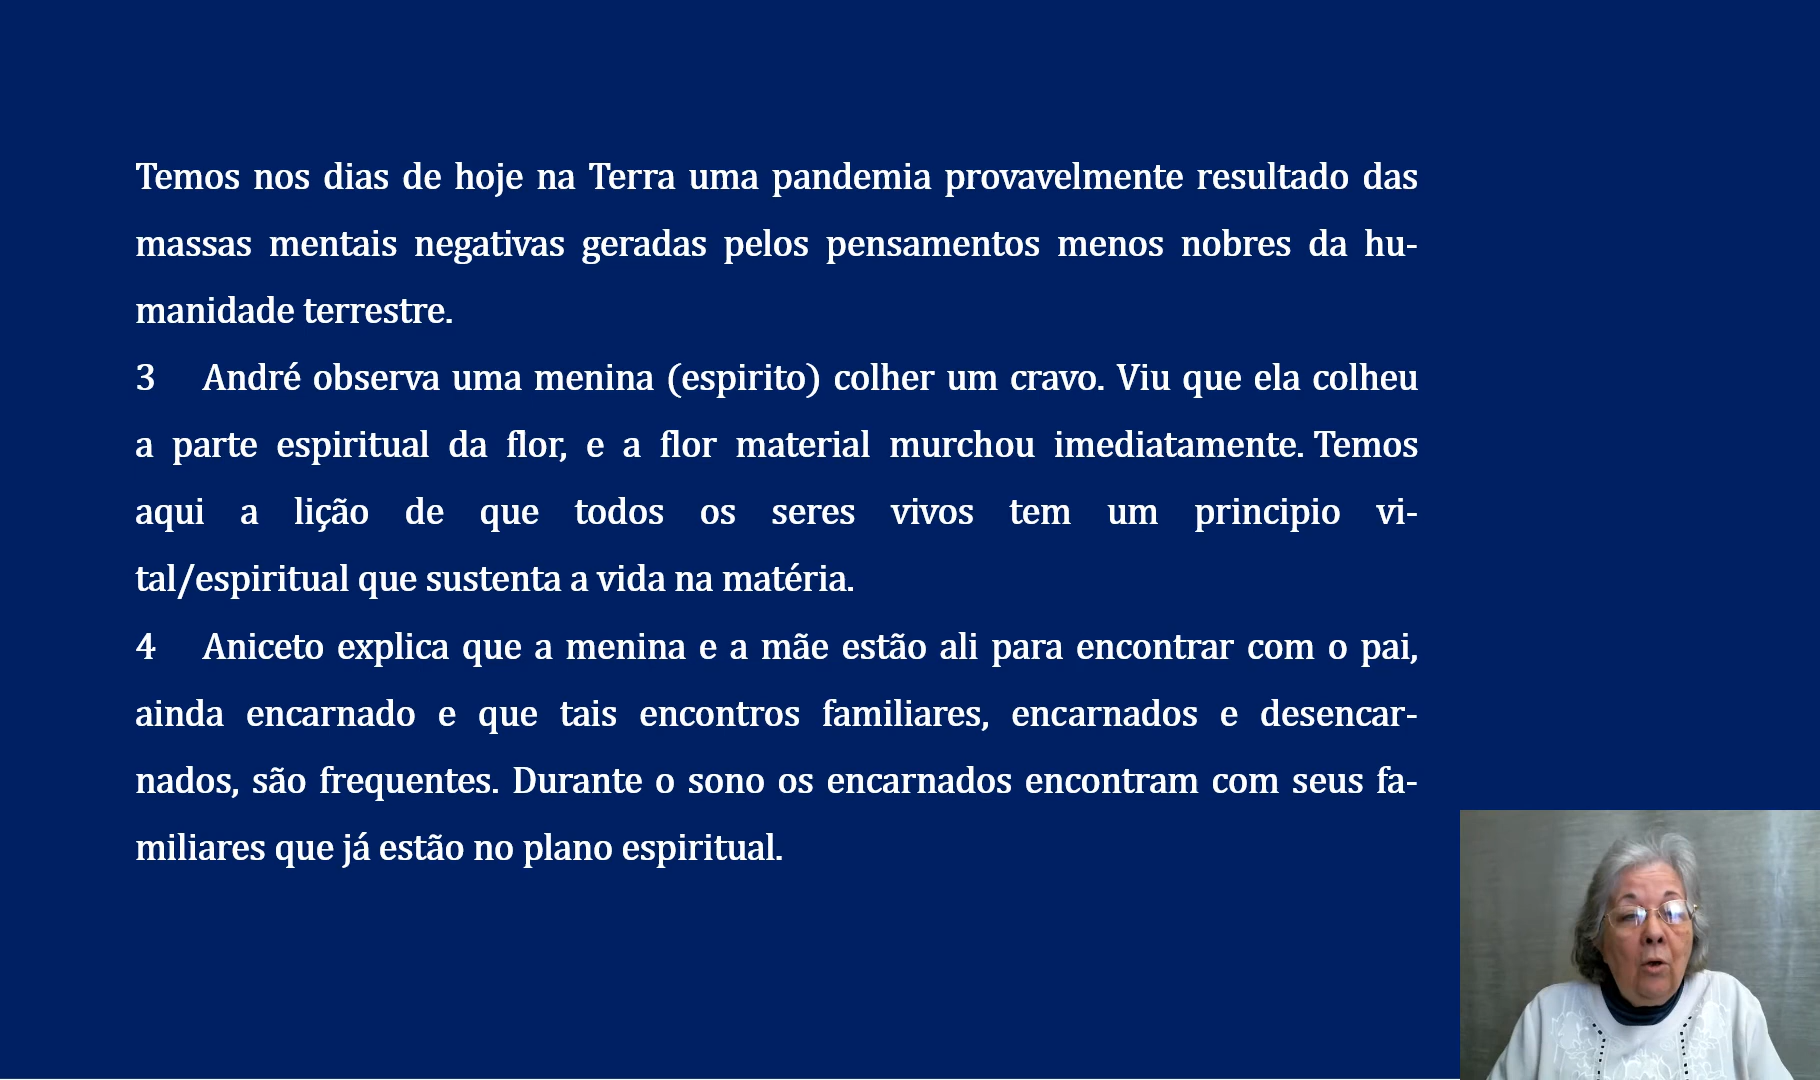 Temos nos dias de hoje na Terra uma pandemia provavelmente resultado das
massas mentais negativas geradas pelos pensamentos menos nobres da hu-
manidade terrestre.
3 André observa uma menina (espirito) colher um cravo. Viu que ela colheu
a parte espiritual da flor, e a flor material murchou imediatamente. Temos
aqui a lição de que todos os seres vivos tem um principio vi-
tal/espiritual que sustenta a vida na matéria.
4 Aniceto explica que a menina e a mãe estão ali para encontrar com o pai,
ainda encarnado e que tais encontros familiares, encarnados e desencar-
nados, são frequentes. Durante o sono os encarnados encontram com seus fa-
miliares que já estão no plano espiritual.